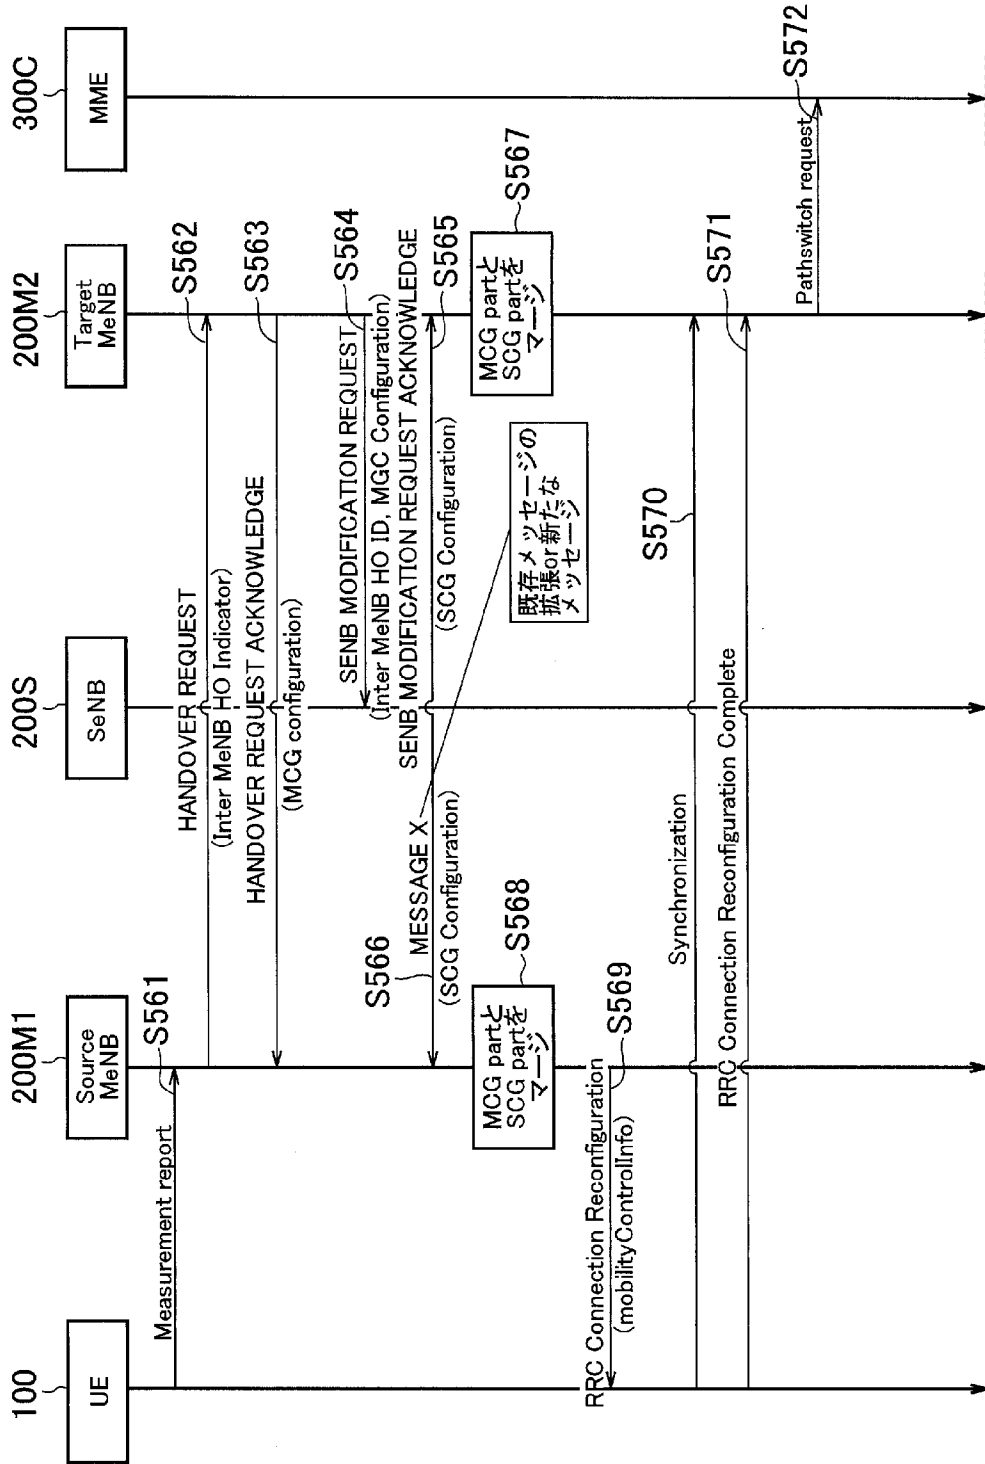 100
UE
200M1
Source
MeNB
200S
SeNB
200M2
Target
MeNB
300C
MME
Measurement report
S561
HANDOVER REQUEST
(Inter MeNB HO Indicator)
S562
HANDOVER REQUEST ACKNOWLEDGE
(MCG configuration)
S563
SENB MODIFICATION REQUEST
(Inter MeNB HO ID, MGC Configuration)
S564
SENB MODIFICATION REQUEST ACKNOWLEDGE
(SCG Configuration)
S565
S566
MESSAGE X
(SCG Configuration)
既存メッセージの
拡張or新たな
メッセージ
MCG partと
SCG partを
マージ
S567
MCG partと
SCG partを
マージ
S568
RRC Connection Reconfiguration
(mobilityControlInfo)
S569
Synchronization
S570
RRC Connection Reconfiguration Complete
S571
Pathswitch request
S572